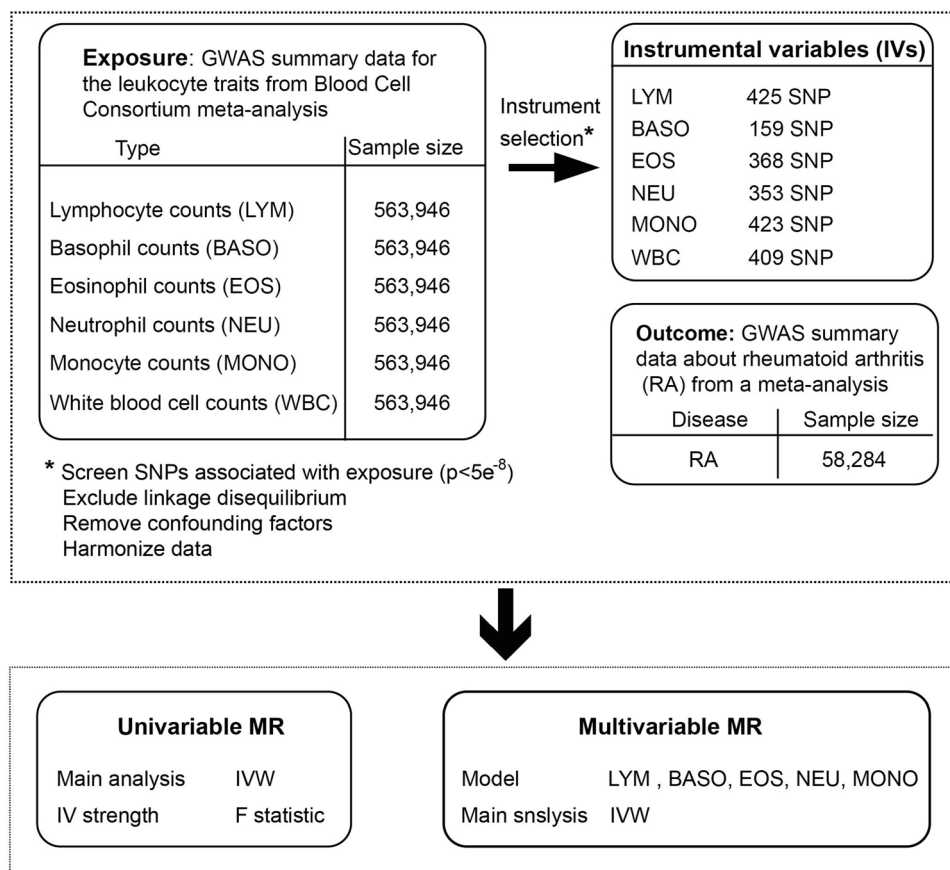 Exposure: GWAS summary data for
the leukocyte traits from Blood Cell
Consortium meta-analysis
Type Sample size
Lymphocyte counts (LYM) 563,946
Basophil counts (BASO) 563,946
Eosinophil counts (EOS) 563,946
Neutrophil counts (NEU) 563,946
Monocyte counts (MONO) 563,946
White blood cell counts (WBC) 563,946
Instrument
selection*
Instrumental variables (IVs)
LYM 425 SNP
BASO 159 SNP
EOS 368 SNP
NEU 353 SNP
MONO 423 SNP
WBC 409 SNP
Outcome: GWAS summary
data about rheumatoid arthritis
(RA) from a meta-analysis
Disease Sample size
RA 58,284
* Screen SNPs associated with exposure (p<5e⁻⁸)
Exclude linkage disequilibrium
Remove confounding factors
Harmonize data
Univariable MR
Main analysis IVW
IV strength F statistic
Multivariable MR
Model LYM , BASO, EOS, NEU, MONO
Main snslysis IVW